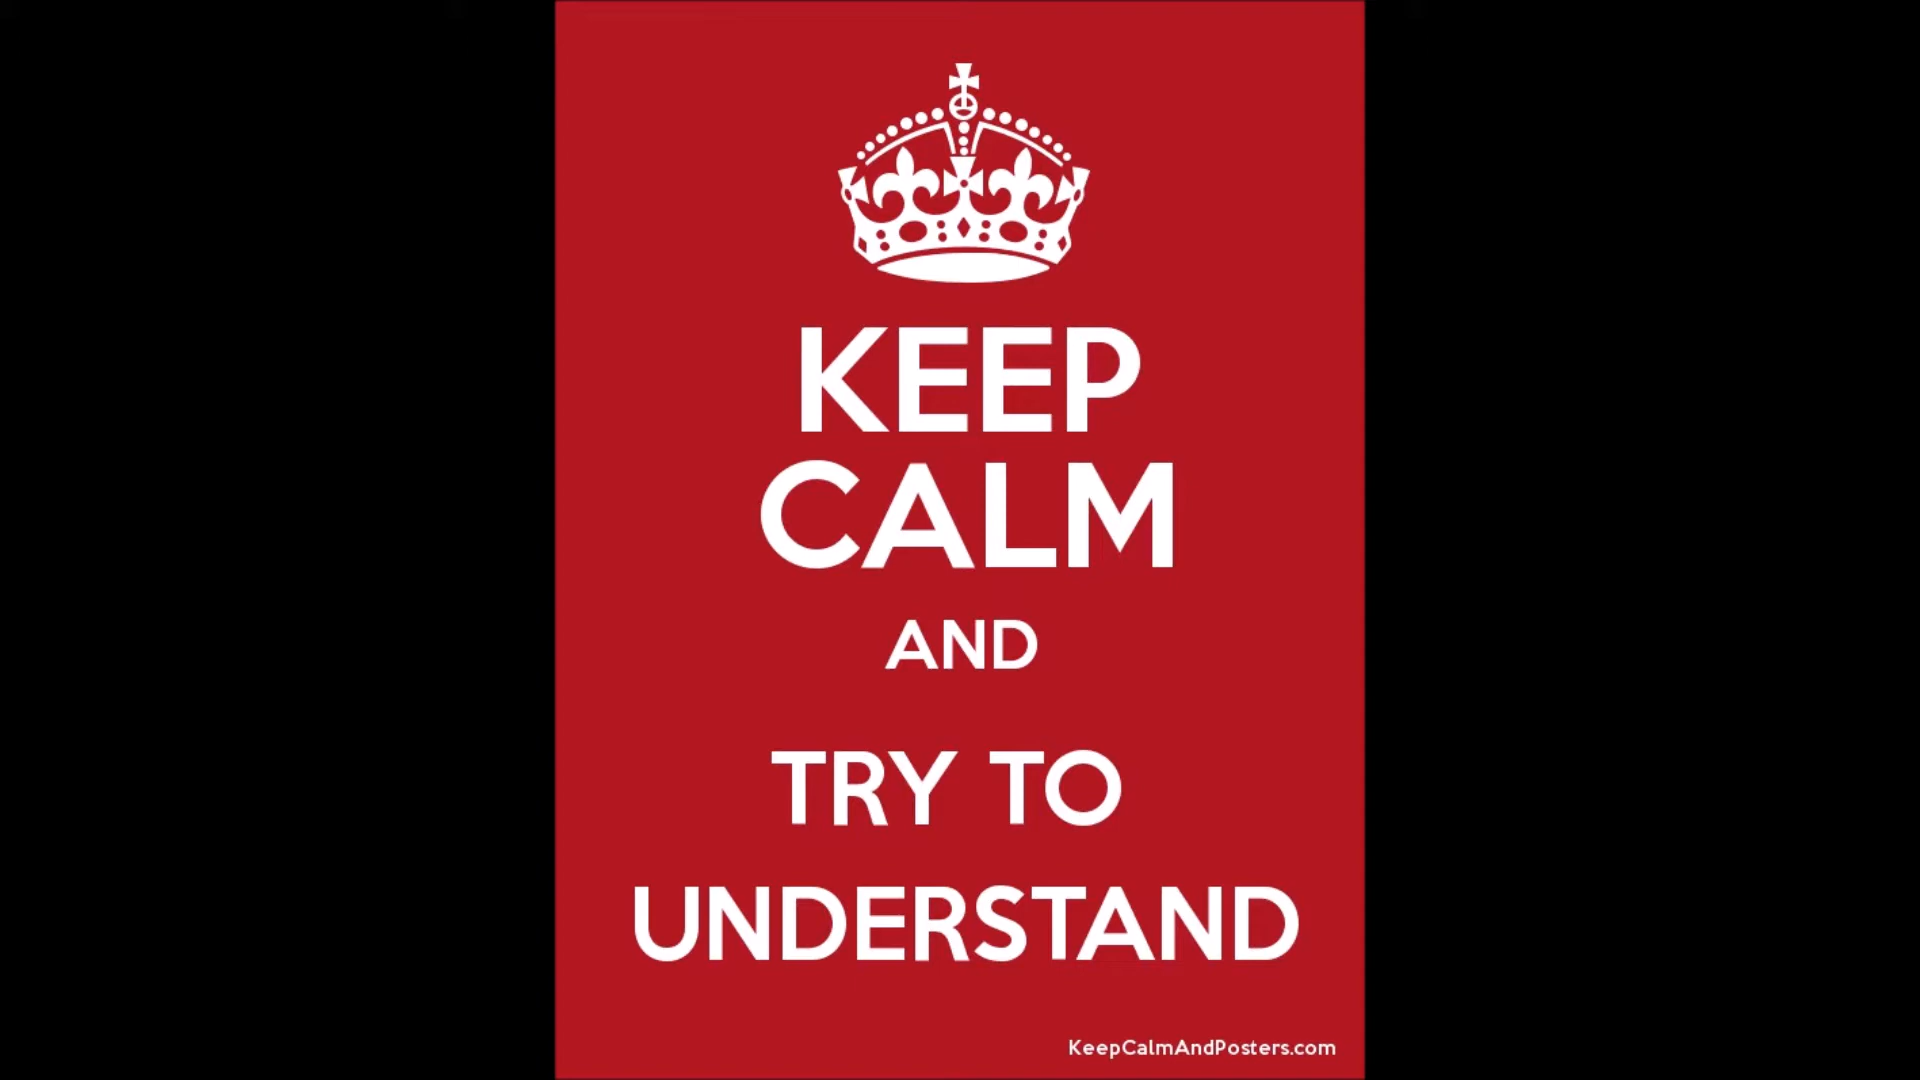 KEEP
CALM
AND
TRY TO
UNDERSTAND
KeepCalmAndPosters.com